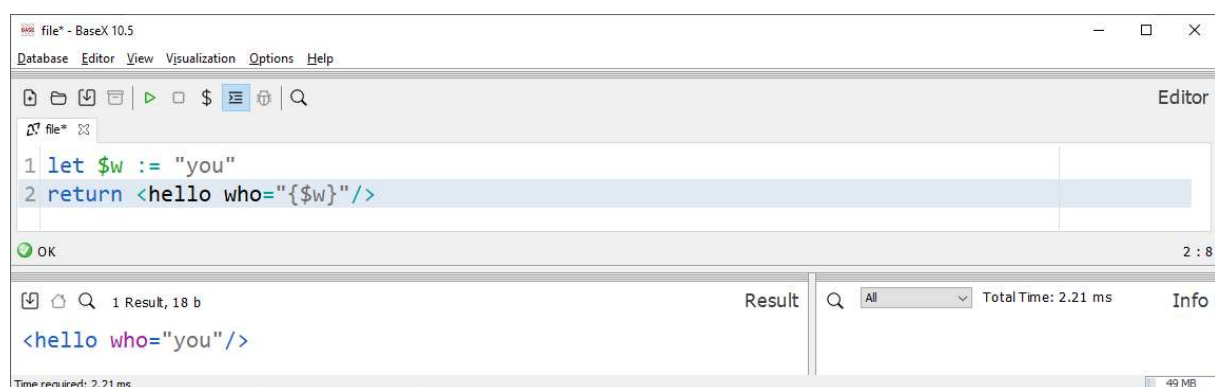 file* - BaseX 10.5
Database Editor View Visualization Options Help
$ Editor
file*
1 let $w := "you"
2 return <hello who="{$w}"/>
OK 2 : 8
1 Result, 18 b Result All Total Time: 2.21 ms Info
<hello who="you"/>
Time required: 2.21 ms 49 MB